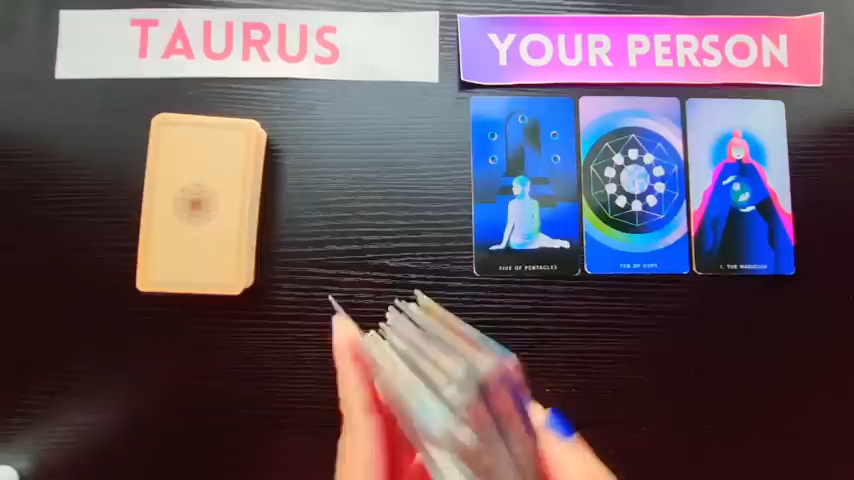 TAURUS
YOUR PERSON
FIVE OF PENTACLES
TEN OF CUPS
I. THE MAGICIAN